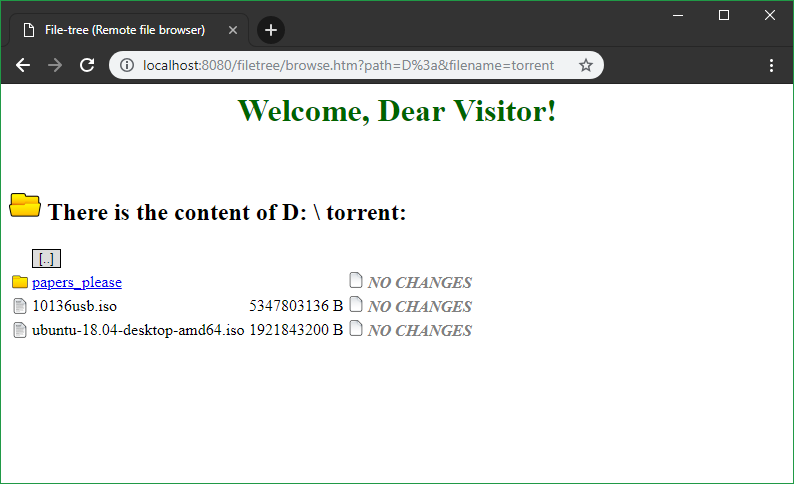 File-tree (Remote file browser)
localhost:8080/filetree/browse.htm?path=D%3a&filename=torrent
Welcome, Dear Visitor!
There is the content of D: \ torrent:
[..]
papers_please NO CHANGES
10136usb.iso 5347803136 B NO CHANGES
ubuntu-18.04-desktop-amd64.iso 1921843200 B NO CHANGES